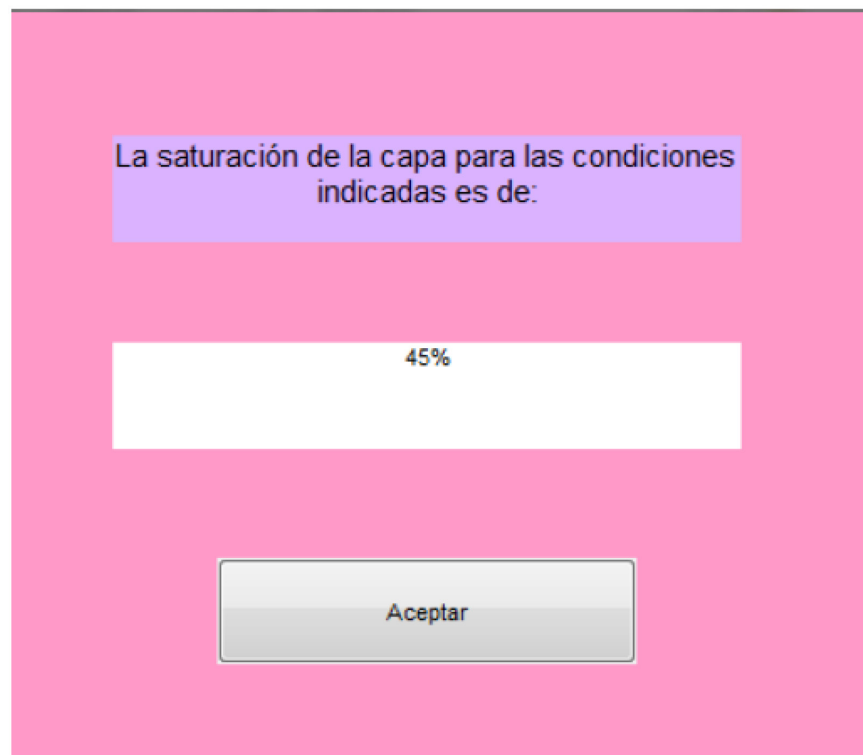 La saturación de la capa para las condiciones
indicadas es de:
45%
Aceptar